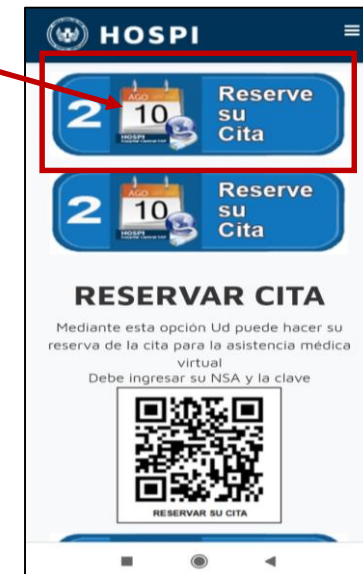 HOSPI
2
AGO
10
HOSPI
Reserve
su
Cita
2
AGO
10
HOSPI
Reserve
su
Cita
RESERVAR CITA
Mediante esta opción Ud puede hacer su
reserva de la cita para la asistencia médica
virtual
Debe ingresar su NSA y la clave
RESERVAR SU CITA